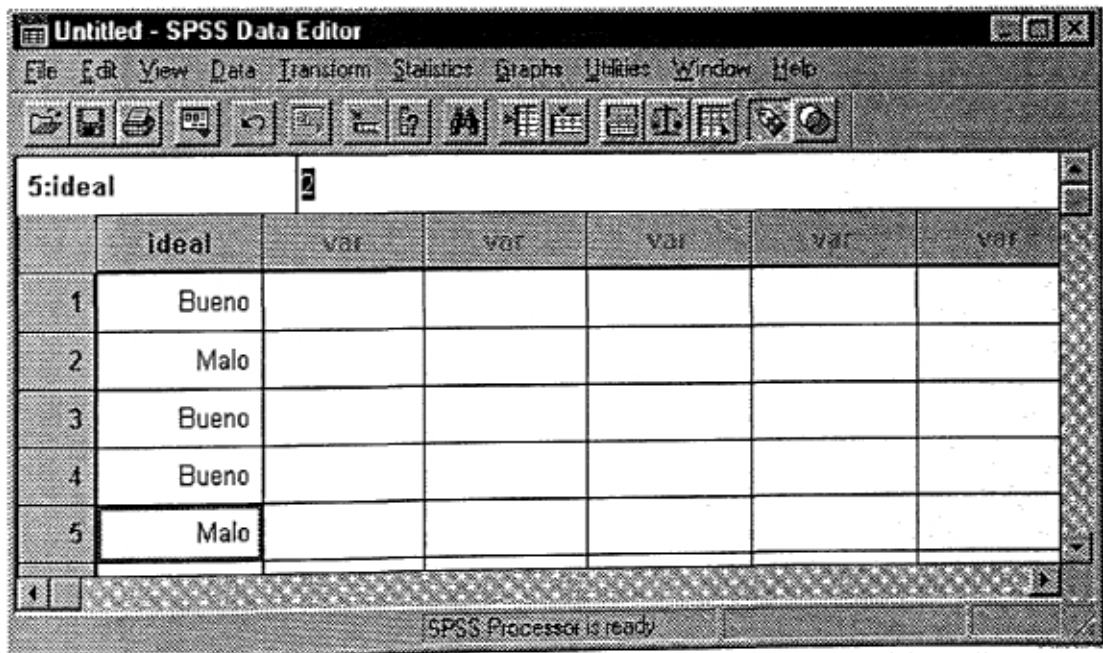 Untitled - SPSS Data Editor
File Edit View Data Transform Statistics Graphs Utilities Window Help
5:ideal 2
ideal var var var var var
1 Bueno
2 Malo
3 Bueno
4 Bueno
5 Malo
SPSS Processor is ready